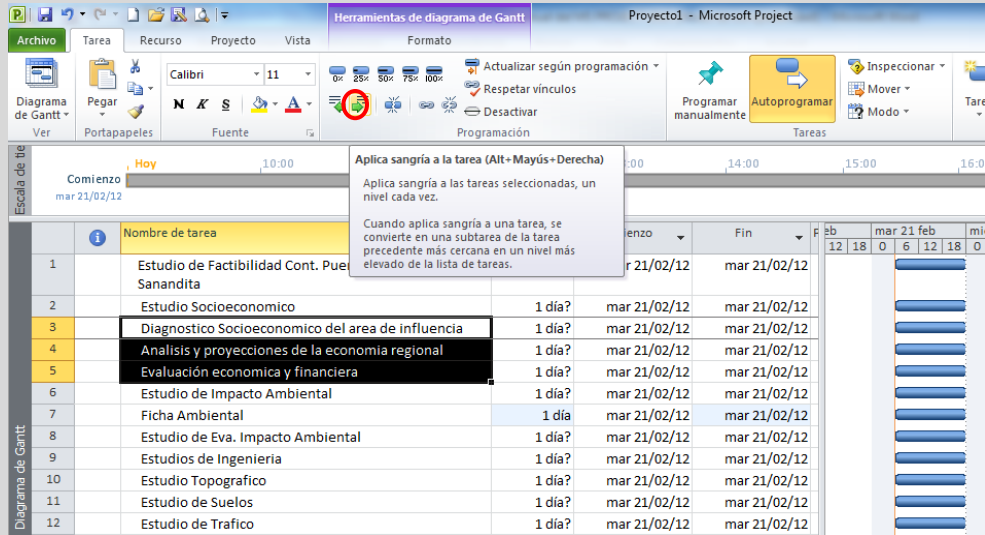 Herramientas de diagrama de Gantt
Proyecto1 - Microsoft Project
Archivo Tarea Recurso Proyecto Vista Formato
Diagrama de Gantt
Ver
Pegar
Portapapeles
Calibri 11
N K S A
Fuente
0× 25× 50× 75× 100×
Actualizar según programación
Respetar vínculos
Desactivar
Programación
Programar manualmente
Autoprogramar
Inspeccionar
Mover
Modo
Tareas
Tare
Escala de tie
Hoy 10:00 :00 14:00 15:00 16:0
Comienzo
mar 21/02/12
Aplica sangría a la tarea (Alt+Mayús+Derecha)
Aplica sangría a las tareas seleccionadas, un
nivel cada vez.
Cuando aplica sangría a una tarea, se
convierte en una subtarea de la tarea
precedente más cercana en un nivel más
elevado de la lista de tareas.
Nombre de tarea ienzo Fin eb mar 21 feb mié
12 18 0 6 12 18 0
1 Estudio de Factibilidad Cont. Pue r 21/02/12 mar 21/02/12
Sanandita
2 Estudio Socioeconomico 1 día? mar 21/02/12 mar 21/02/12
3 Diagnostico Socioeconomico del area de influencia 1 día? mar 21/02/12 mar 21/02/12
4 Analisis y proyecciones de la economia regional 1 día? mar 21/02/12 mar 21/02/12
5 Evaluación economica y financiera 1 día? mar 21/02/12 mar 21/02/12
6 Estudio de Impacto Ambiental 1 día? mar 21/02/12 mar 21/02/12
7 Ficha Ambiental 1 día mar 21/02/12 mar 21/02/12
8 Estudio de Eva. Impacto Ambiental 1 día? mar 21/02/12 mar 21/02/12
9 Estudios de Ingenieria 1 día? mar 21/02/12 mar 21/02/12
10 Estudio Topografico 1 día? mar 21/02/12 mar 21/02/12
11 Estudio de Suelos 1 día? mar 21/02/12 mar 21/02/12
12 Estudio de Trafico 1 día? mar 21/02/12 mar 21/02/12
Diagrama de Gantt